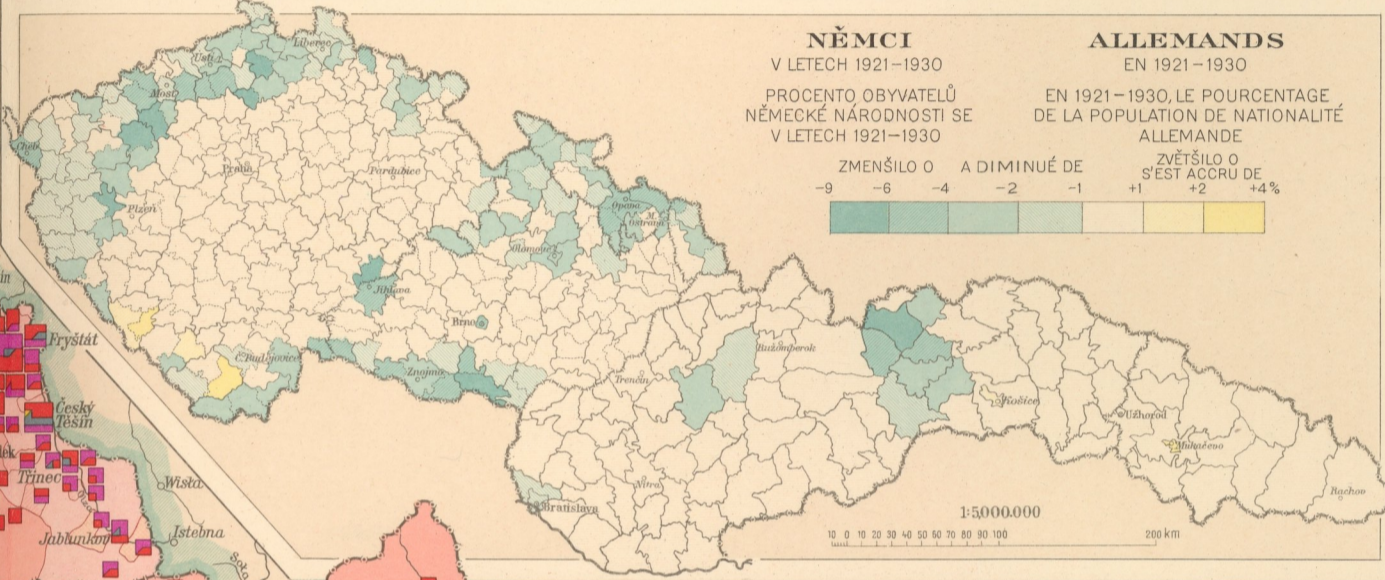 NĚMCI
V LETECH 1921–1930
PROCENTO OBYVATELŮ
NĚMECKÉ NÁRODNOSTI SE
V LETECH 1921–1930
ALLEMANDS
EN 1921–1930
EN 1921–1930, LE POURCENTAGE
DE LA POPULATION DE NATIONALITÉ
ALLEMANDE
ZMENŠILO O A DIMINUÉ DE
ZVĚTŠILO O
S'EST ACCRU DE
-9 -6 -4 -2 -1 +1 +2 +4%
Liberec
Ustí
Most
Cheb
Praha
Pardubice
Plzeň
Opava
M. Ostrava
Olomouc
Jihlava
Brno
Č. Budějovice
Znojmo
Ružomberok
Trenčín
Košice
Užhorod
Mukačevo
Rachov
Nitra
Bratislava
1:5,000.000
10 0 10 20 30 40 50 60 70 80 90 100 200 km
Fryštát
Český
Těšín
Třinec
Wisła
Jablunkov
Istebna